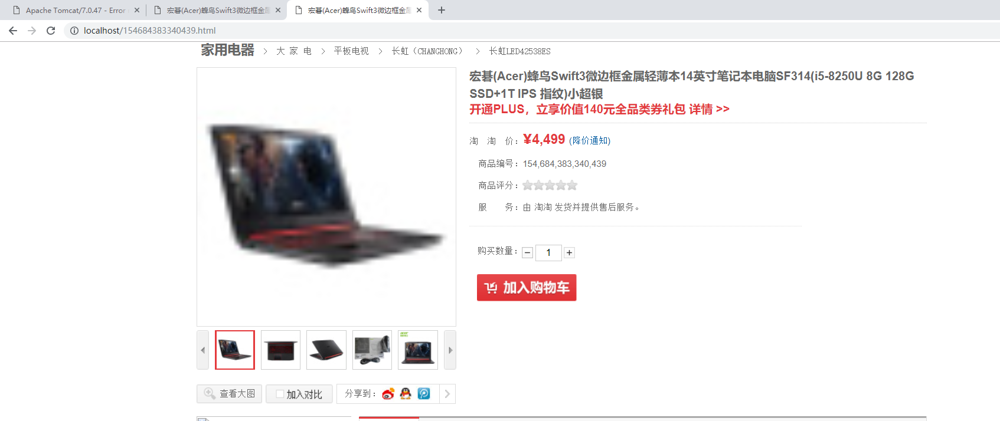 Apache Tomcat/7.0.47 - Error
宏碁(Acer)蜂鸟Swift3微边框金属
宏碁(Acer)蜂鸟Swift3微边框金属
localhost/154684383340439.html
家用电器 > 大 家 电 > 平板电视 > 长虹（CHANGHONG） > 长虹LED42538ES
宏碁(Acer)蜂鸟Swift3微边框金属轻薄本14英寸笔记本电脑SF314(i5-8250U 8G 128G
SSD+1T IPS 指纹)小超银
开通PLUS，立享价值140元全品类券礼包 详情 >>
淘 淘 价：¥4,499 (降价通知)
商品编号：154,684,383,340,439
商品评分：
服 务：由 淘淘 发货并提供售后服务。
购买数量：− 1 +
加入购物车
acer
查看大图
加入对比
分享到：